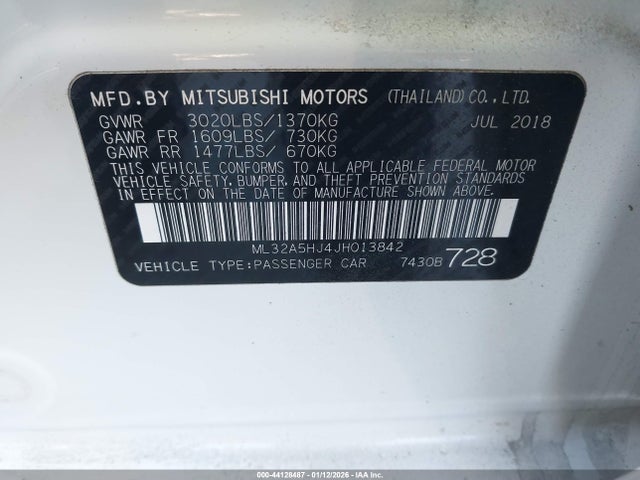 MFD.BY MITSUBISHI MOTORS (THAILAND)CO.,LTD.
GVWR 3020LBS/1370KG JUL 2018
GAWR FR 1609LBS/ 730KG
GAWR RR 1477LBS/ 670KG
THIS VEHICLE CONFORMS TO ALL APPLICABLE FEDERAL MOTOR
VEHICLE SAFETY, BUMPER, AND THEFT PREVENTION STANDARDS
IN EFFECT ON THE DATE OF MANUFACTURE SHOWN ABOVE.
ML32A5HJ4JH013842
VEHICLE TYPE:PASSENGER CAR 7430B 728
000-44128487 - 01/12/2026 - IAA Inc.